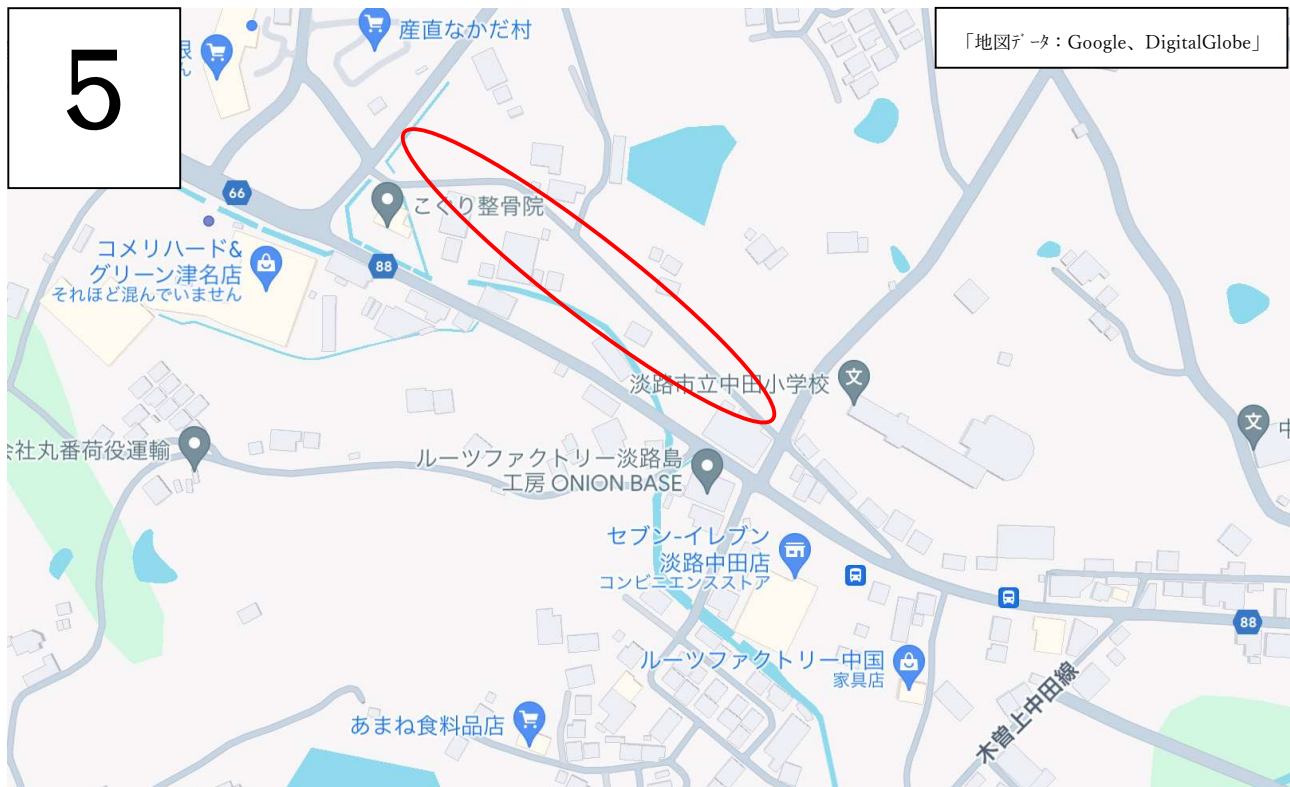 5
「地図ﾃﾞｰﾀ：Google、DigitalGlobe」
産直なかだ村
66
こくり整骨院
コメリハード&
グリーン津名店
それほど混んでいません
88
淡路市立中田小学校
会社丸番荷役運輸
ルーツファクトリー淡路島
工房 ONION BASE
セブン-イレブン
淡路中田店
コンビニエンスストア
88
ルーツファクトリー中国
家具店
木曽上中田線
あまね食料品店
文
文